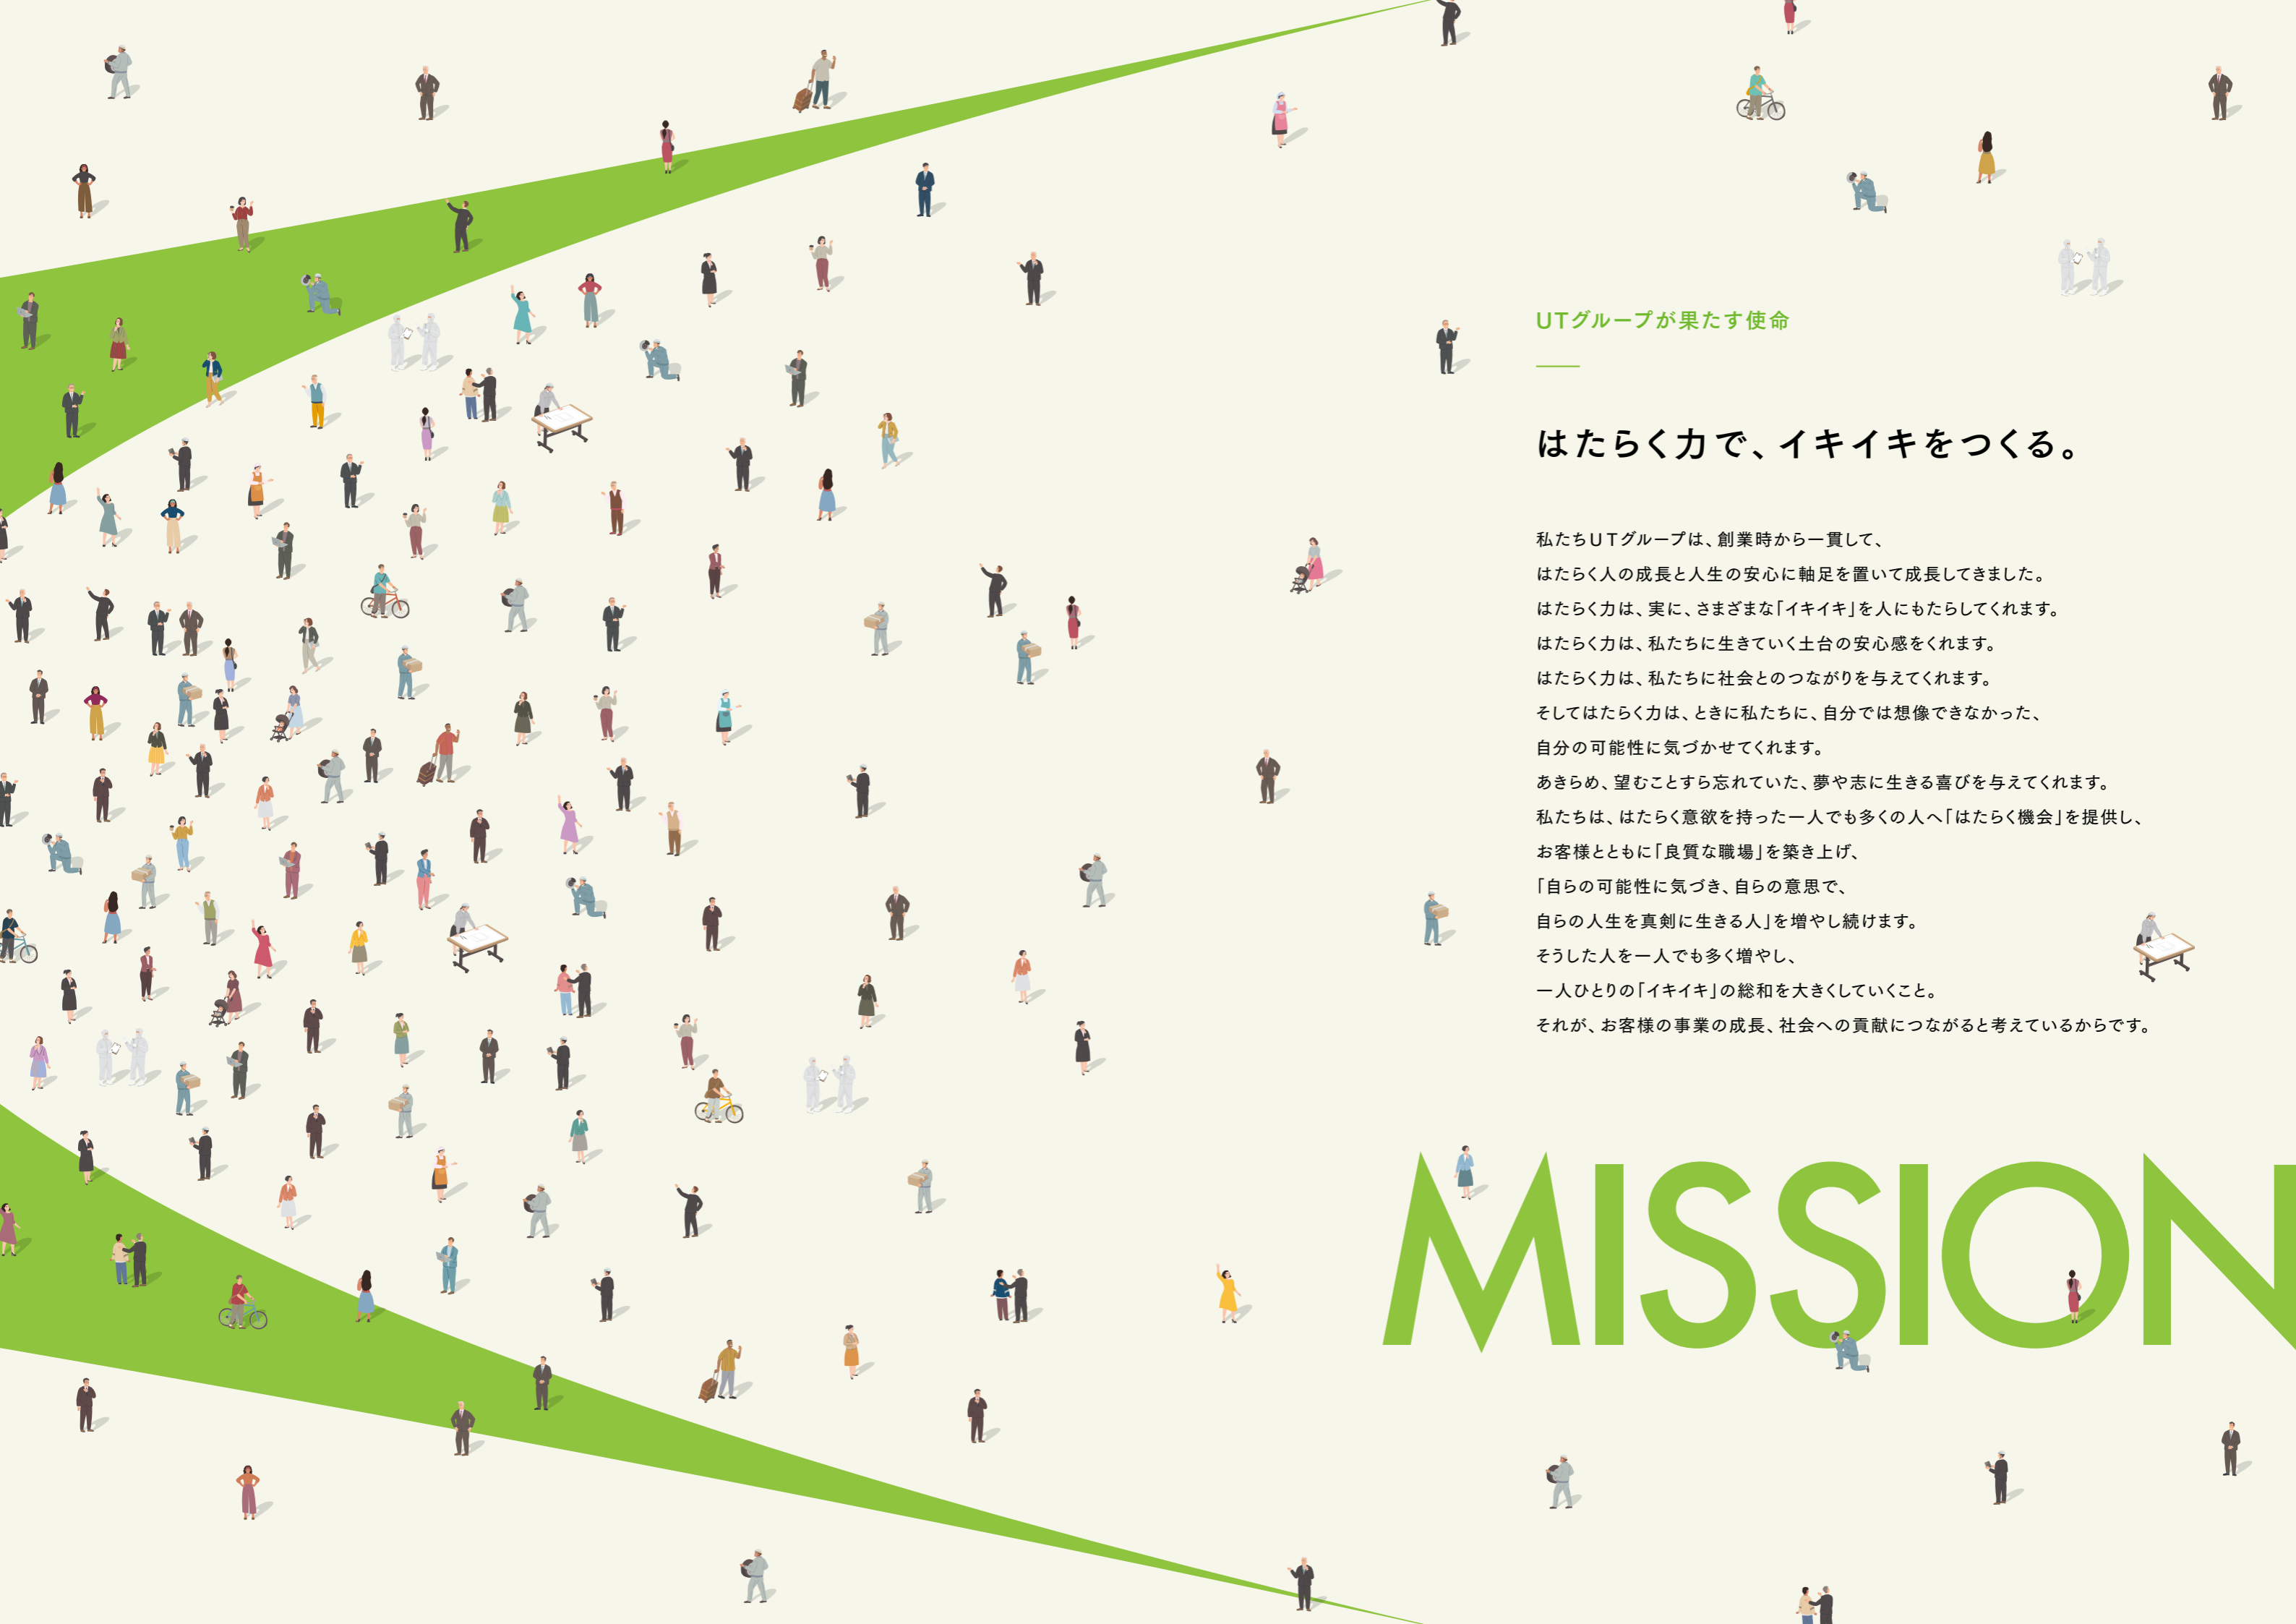 UTグループが果たす使命
はたらく力で、イキイキをつくる。
私たちUTグループは、創業時から一貫して、
はたらく人の成長と人生の安心に軸足を置いて成長してきました。
はたらく力は、実に、さまざまな「イキイキ」を人にもたらしてくれます。
はたらく力は、私たちに生きていく土台の安心感をくれます。
はたらく力は、私たちに社会とのつながりを与えてくれます。
そしてはたらく力は、ときに私たちに、自分では想像できなかった、
自分の可能性に気づかせてくれます。
あきらめ、望むことすら忘れていた、夢や志に生きる喜びを与えてくれます。
私たちは、はたらく意欲を持った一人でも多くの人へ「はたらく機会」を提供し、
お客様とともに「良質な職場」を築き上げ、
「自らの可能性に気づき、自らの意思で、
自らの人生を真剣に生きる人」を増やし続けます。
そうした人を一人でも多く増やし、
一人ひとりの「イキイキ」の総和を大きくしていくこと。
それが、お客様の事業の成長、社会への貢献につながると考えているからです。
MISSION